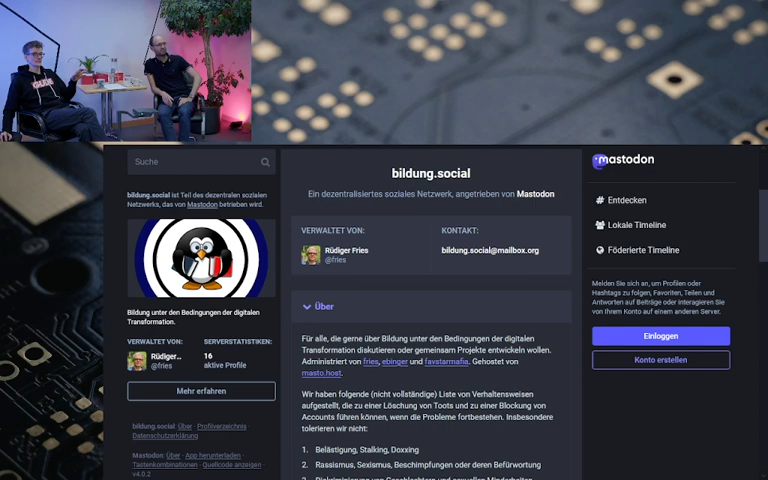 Suche
bildung.social ist Teil des dezentralen sozialen
Netzwerks, das von Mastodon betrieben wird.
Bildung unter den Bedingungen der digitalen
Transformation.
VERWALTET VON:
Rüdiger...
@fries
SERVERSTATISTIKEN:
16
aktive Profile
Mehr erfahren
bildung.social: Über · Profilverzeichnis ·
Datenschutzerklärung
Mastodon: Über · App herunterladen ·
Tastenkombinationen · Quellcode anzeigen ·
v4.0.2
bildung.social
Ein dezentralisiertes soziales Netzwerk, angetrieben von Mastodon
VERWALTET VON:
Rüdiger Fries
@fries
KONTAKT:
bildung.social@mailbox.org
Über
Für alle, die gerne über Bildung unter den Bedingungen der digitalen
Transformation diskutieren oder gemeinsam Projekte entwickeln wollen.
Administriert von fries, ebinger und favstarmafia. Gehostet von
masto.host.
Wir haben folgende (nicht vollständige) Liste von Verhaltensweisen
aufgestellt, die zu einer Löschung von Toots und zu einer Blockung von
Accounts führen können, wenn die Probleme fortbestehen. Insbesondere
tolerieren wir nicht:
1. Belästigung, Stalking, Doxxing
2. Rassismus, Sexismus, Beschimpfungen oder deren Befürwortung
mastodon
Entdecken
Lokale Timeline
Föderierte Timeline
Melden Sie sich an, um Profilen oder
Hashtags zu folgen, Favoriten, Teilen und
Antworten auf Beiträge oder interagieren Sie
von Ihrem Konto auf einem anderen Server.
Einloggen
Konto erstellen